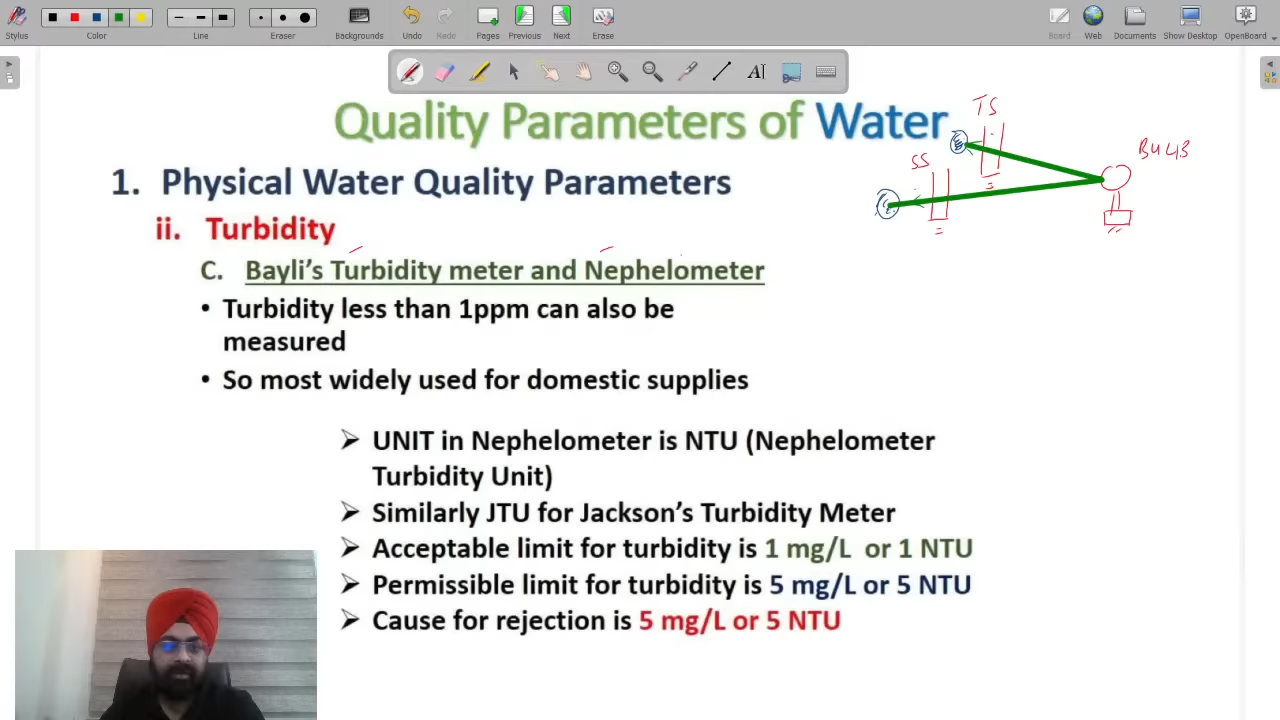 Stylus
Color
Line
Eraser
Backgrounds
Undo
Redo
Pages
Previous
Next
Erase
Board
Web
Documents
Show Desktop
OpenBoard
Quality Parameters of Water
TS
BULB
SS
1. Physical Water Quality Parameters
ii. Turbidity
C. Bayli’s Turbidity meter and Nephelometer
• Turbidity less than 1ppm can also be
measured
• So most widely used for domestic supplies
➢ UNIT in Nephelometer is NTU (Nephelometer
Turbidity Unit)
➢ Similarly JTU for Jackson’s Turbidity Meter
➢ Acceptable limit for turbidity is 1 mg/L or 1 NTU
➢ Permissible limit for turbidity is 5 mg/L or 5 NTU
➢ Cause for rejection is 5 mg/L or 5 NTU